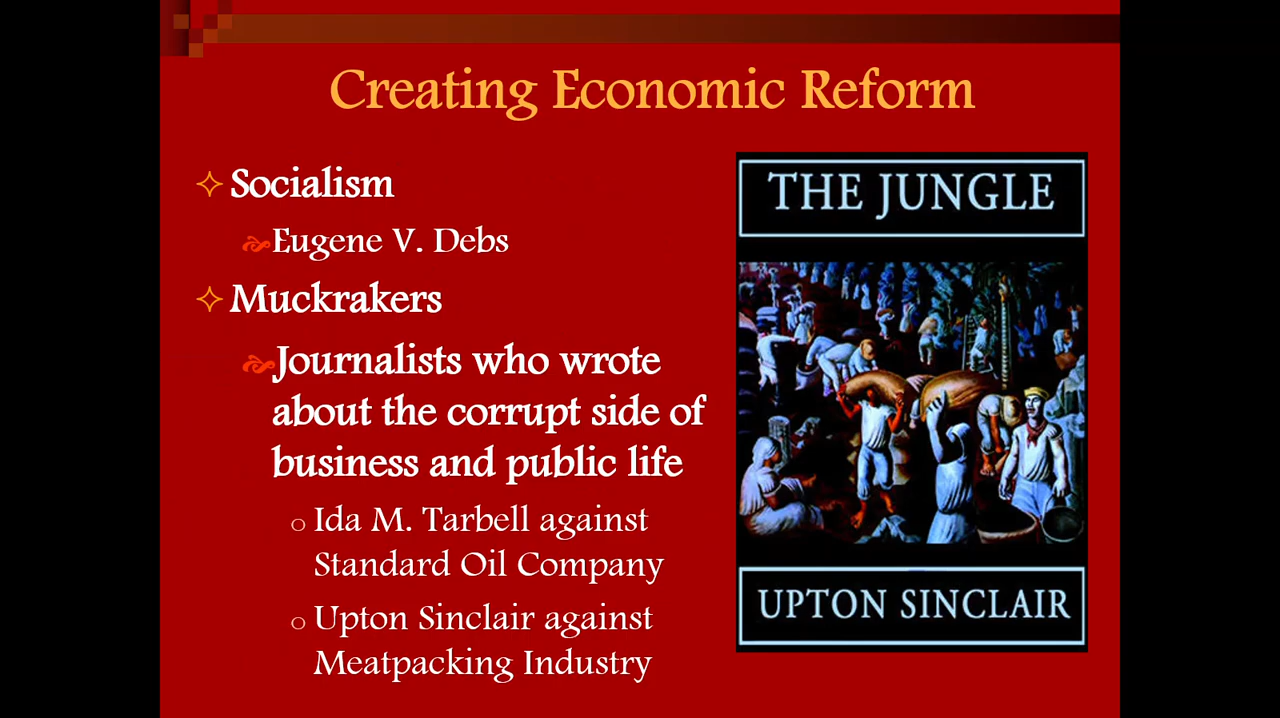 Creating Economic Reform
Socialism
Eugene V. Debs
Muckrakers
Journalists who wrote
about the corrupt side of
business and public life
Ida M. Tarbell against
Standard Oil Company
Upton Sinclair against
Meatpacking Industry
THE JUNGLE
UPTON SINCLAIR